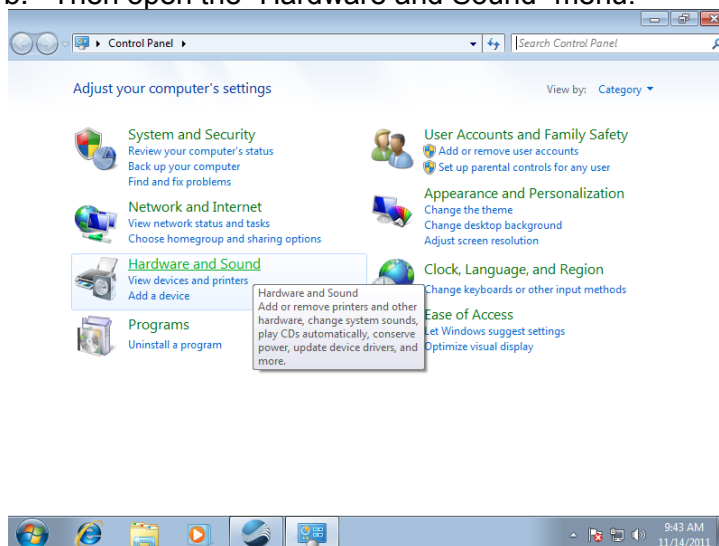 b. Then open the "Hardware and Sound" menu.
Control Panel
Search Control Panel
Adjust your computer's settings
View by: Category
System and Security
Review your computer's status
Back up your computer
Find and fix problems
Network and Internet
View network status and tasks
Choose homegroup and sharing options
Hardware and Sound
View devices and printers
Add a device
Programs
Uninstall a program
Hardware and Sound
Add or remove printers and other
hardware, change system sounds,
play CDs automatically, conserve
power, update device drivers, and
more.
User Accounts and Family Safety
Add or remove user accounts
Set up parental controls for any user
Appearance and Personalization
Change the theme
Change desktop background
Adjust screen resolution
Clock, Language, and Region
Change keyboards or other input methods
Ease of Access
Let Windows suggest settings
Optimize visual display
9:43 AM
11/14/2011